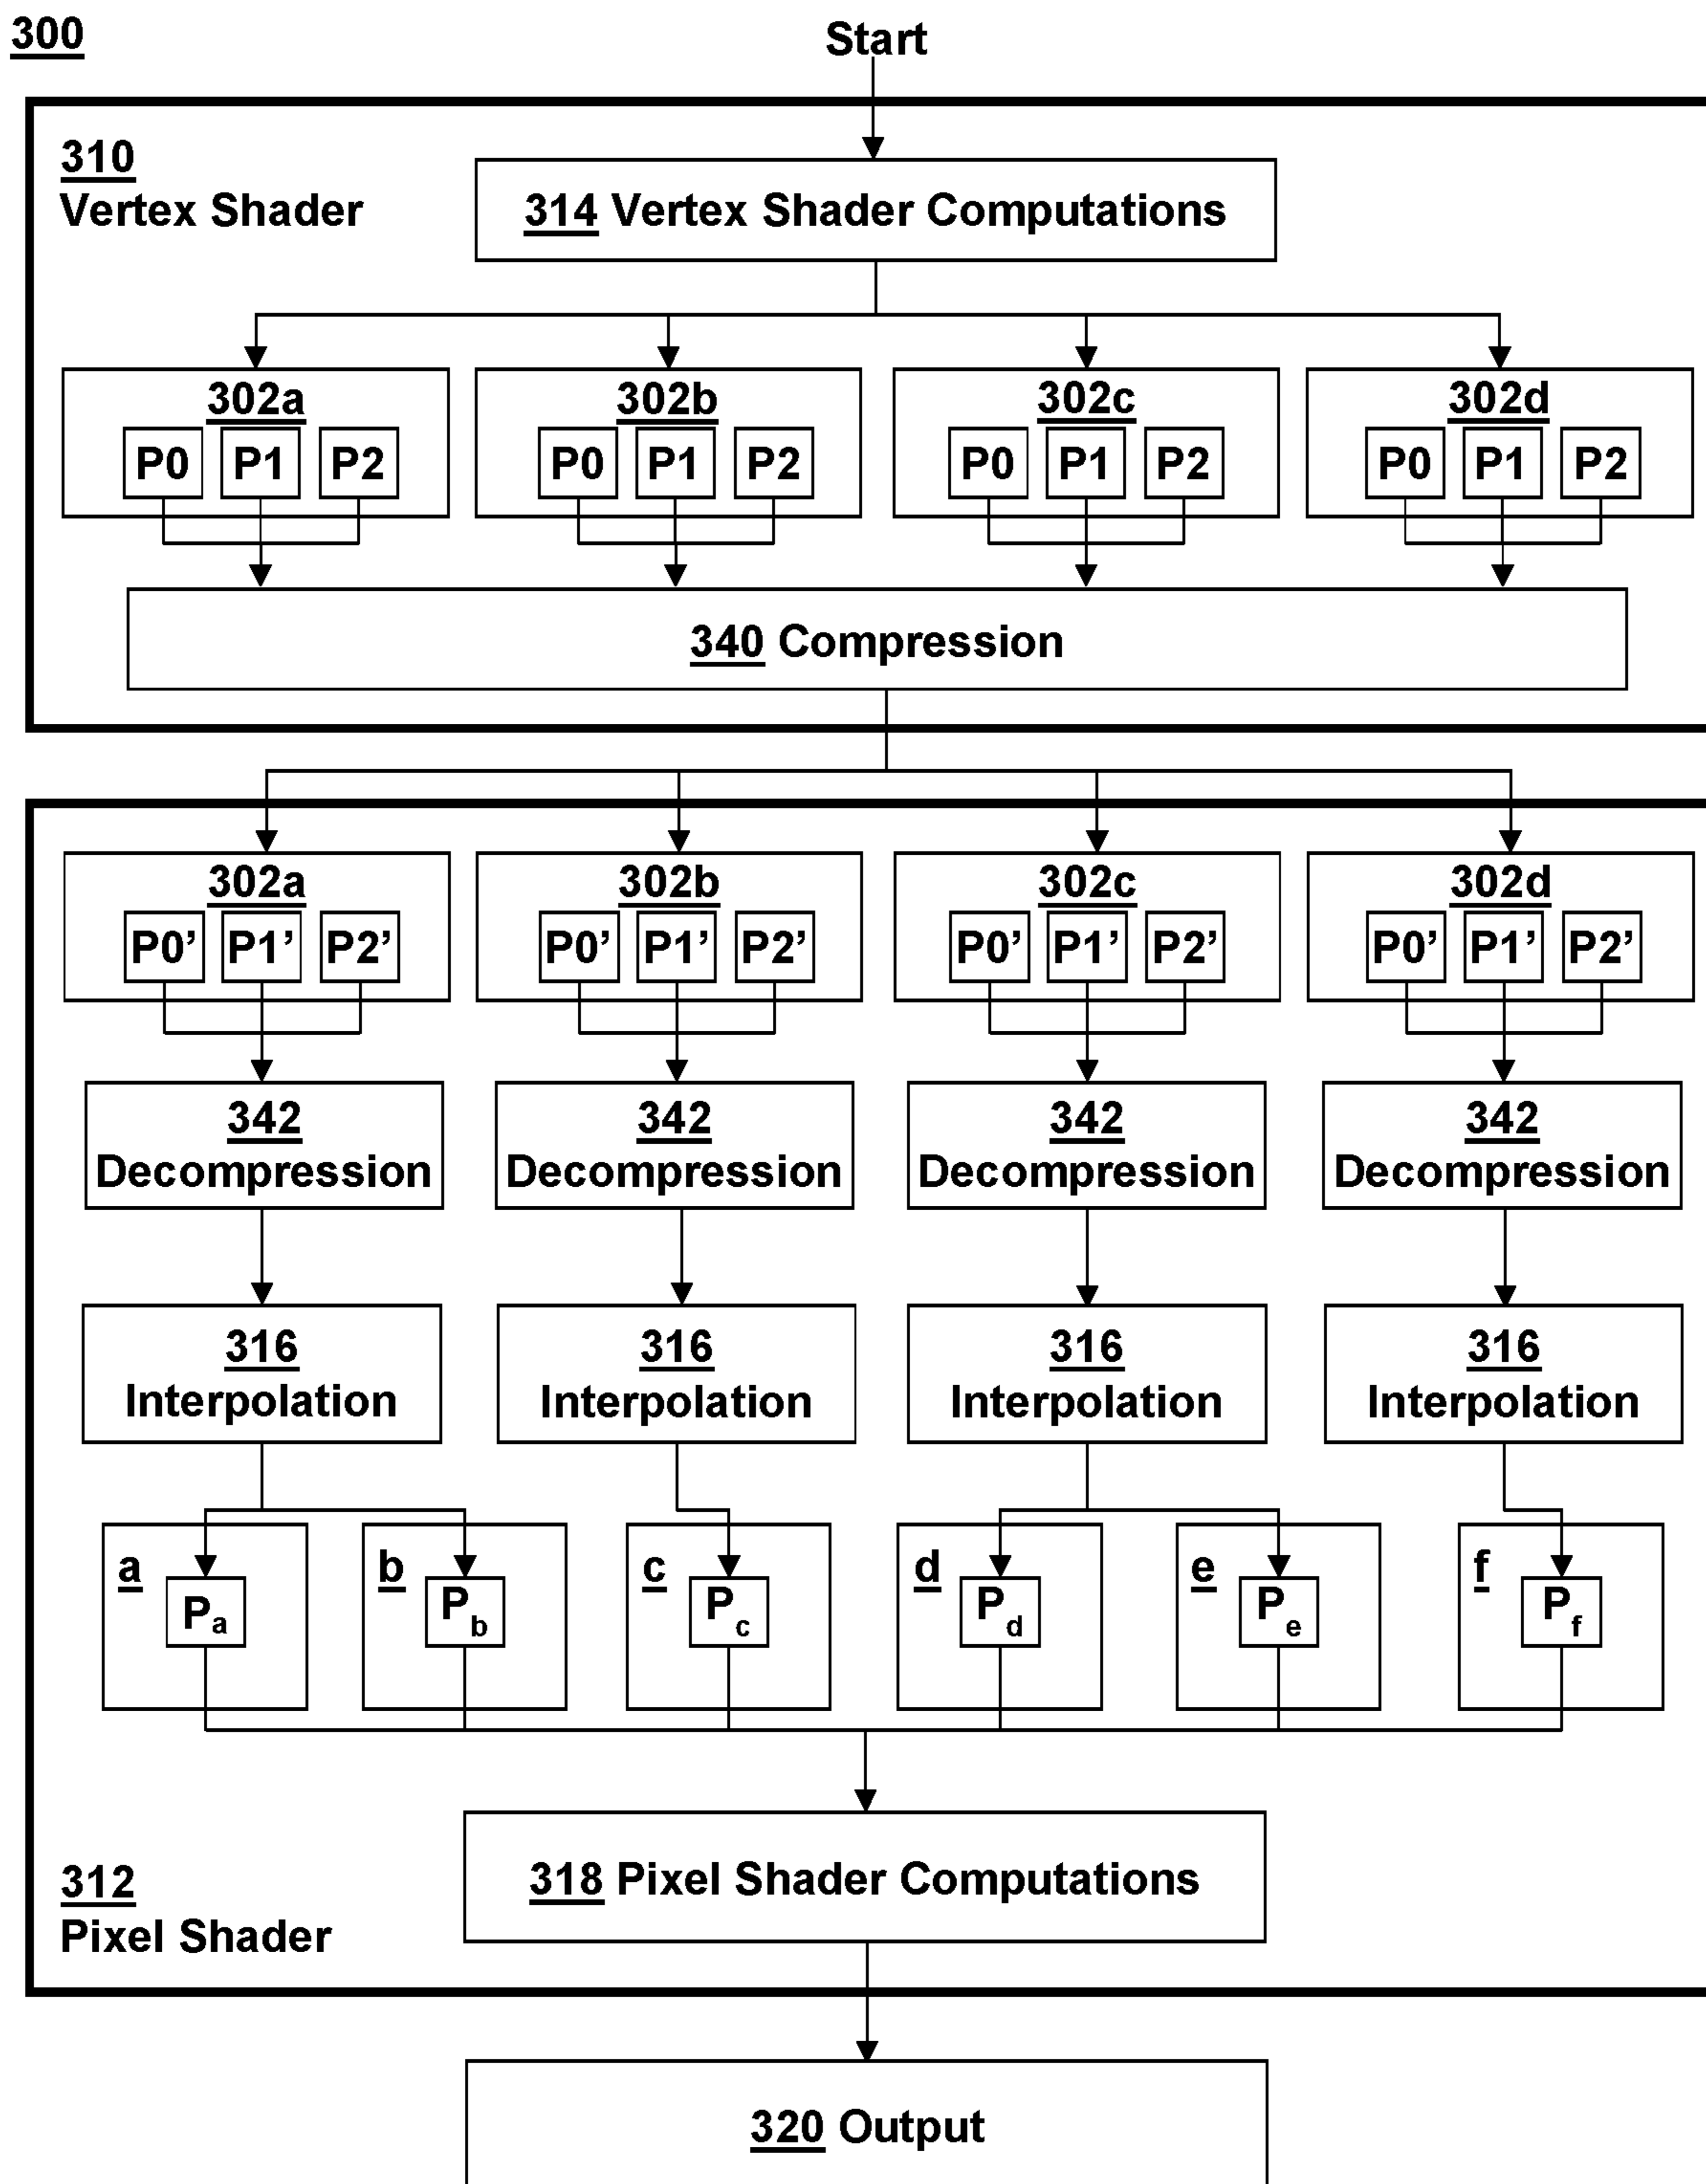 300
Start
310
Vertex Shader
314 Vertex Shader Computations
302a 302b 302c 302d
P0 P1 P2 P0 P1 P2 P0 P1 P2 P0 P1 P2
340 Compression
302a 302b 302c 302d
P0’ P1’ P2’ P0’ P1’ P2’ P0’ P1’ P2’ P0’ P1’ P2’
342 342 342 342
Decompression Decompression Decompression Decompression
316 316 316 316
Interpolation Interpolation Interpolation Interpolation
a b c d e f
Pa Pb Pc Pd Pe Pf
318 Pixel Shader Computations
312
Pixel Shader
320 Output